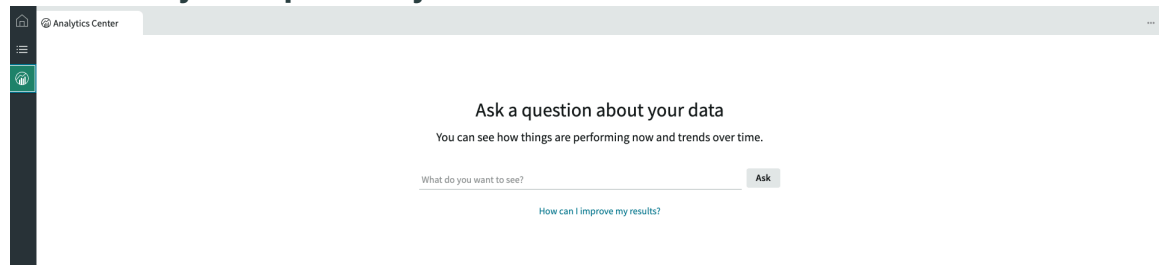 Analytics Center
...
Ask a question about your data
You can see how things are performing now and trends over time.
What do you want to see?
Ask
How can I improve my results?